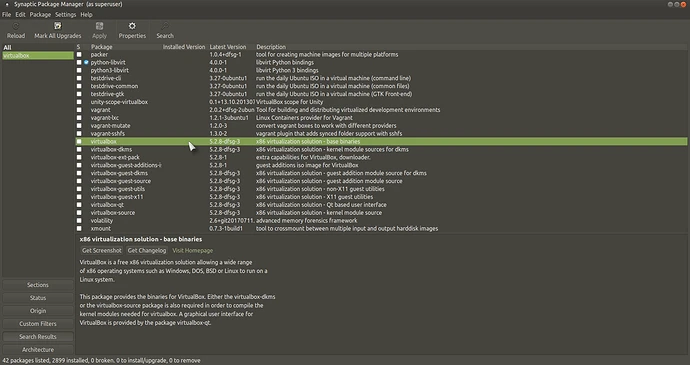 Synaptic Package Manager (as superuser)
File Edit Package Settings Help
Reload Mark All Upgrades Apply Properties Search
All
virtualbox
S Package Installed Version Latest Version Description
packer 1.0.4+dfsg-1 tool for creating machine images for multiple platforms
python-libvirt 4.0.0-1 libvirt Python bindings
python3-libvirt 4.0.0-1 libvirt Python 3 bindings
testdrive-cli 3.27-0ubuntu1 run the daily Ubuntu ISO in a virtual machine (command line)
testdrive-common 3.27-0ubuntu1 run the daily Ubuntu ISO in a virtual machine (common files)
testdrive-gtk 3.27-0ubuntu1 run the daily Ubuntu ISO in a virtual machine (GTK Front-end)
unity-scope-virtualbox 0.1+13.10.20130 VirtualBox scope for Unity
vagrant 2.0.2+dfsg-2ubun Tool for building and distributing virtualized development environments
vagrant-lxc 1.2.1-3ubuntu1 Linux Containers provider for Vagrant
vagrant-mutate 1.2.0-3 convert vagrant boxes to work with different providers
vagrant-sshfs 1.3.0-2 vagrant plugin that adds synced folder support with sshfs
virtualbox 5.2.8-dfsg-3 x86 virtualization solution - base binaries
virtualbox-dkms 5.2.8-dfsg-3 x86 virtualization solution - kernel module sources for dkms
virtualbox-ext-pack 5.2.8-1 extra capabilities for VirtualBox, downloader.
virtualbox-guest-additions-i 5.2.8-1 guest additions iso image for VirtualBox
virtualbox-guest-dkms 5.2.8-dfsg-3 x86 virtualization solution - guest addition module source for dkms
virtualbox-guest-source 5.2.8-dfsg-3 x86 virtualization solution - guest addition module source
virtualbox-guest-utils 5.2.8-dfsg-3 x86 virtualization solution - non-X11 guest utilities
virtualbox-guest-x11 5.2.8-dfsg-3 x86 virtualization solution - X11 guest utilities
virtualbox-qt 5.2.8-dfsg-3 x86 virtualization solution - Qt based user interface
virtualbox-source 5.2.8-dfsg-3 x86 virtualization solution - kernel module source
volatility 2.6+git20170711. advanced memory forensics framework
xmount 0.7.3-1build1 tool to crossmount between multiple input and output harddisk images
x86 virtualization solution - base binaries
Get Screenshot Get Changelog Visit Homepage
VirtualBox is a free x86 virtualization solution allowing a wide range
of x86 operating systems such as Windows, DOS, BSD or Linux to run on a
Linux system.
This package provides the binaries for VirtualBox. Either the virtualbox-dkms
or the virtualbox-source package is also required in order to compile the
kernel modules needed for virtualbox. A graphical user interface for
VirtualBox is provided by the package virtualbox-qt.
Sections
Status
Origin
Custom Filters
Search Results
Architecture
42 packages listed, 2899 installed, 0 broken. 0 to install/upgrade, 0 to remove